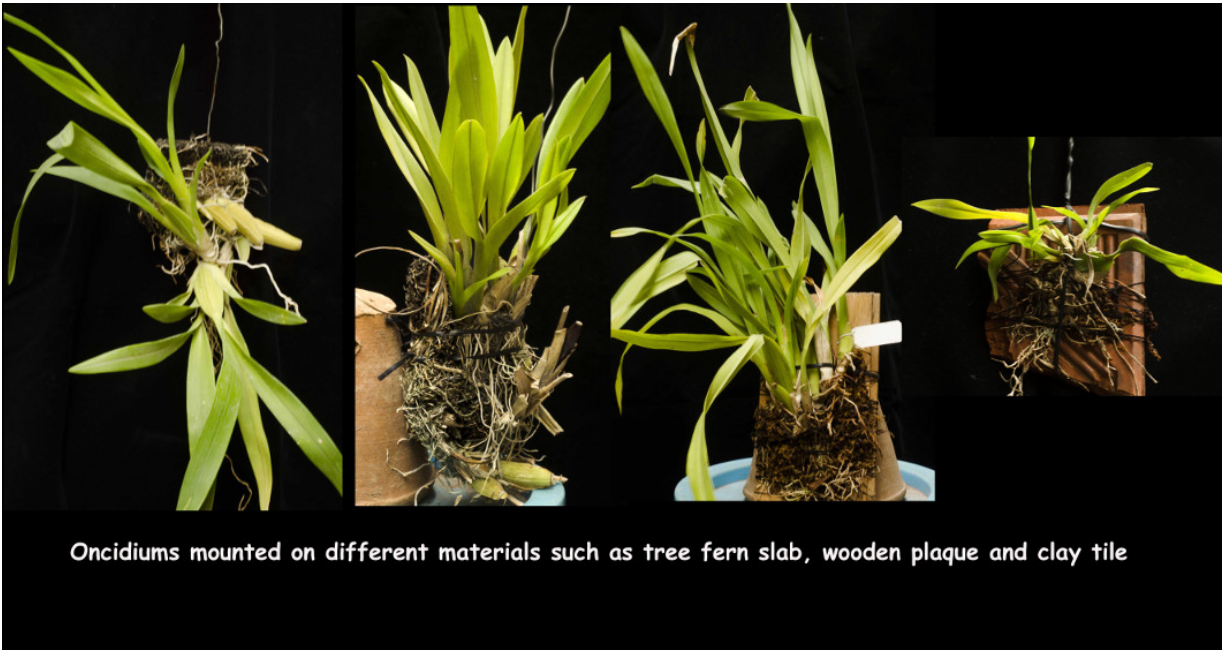 Oncidiums mounted on different materials such as tree fern slab, wooden plaque and clay tile